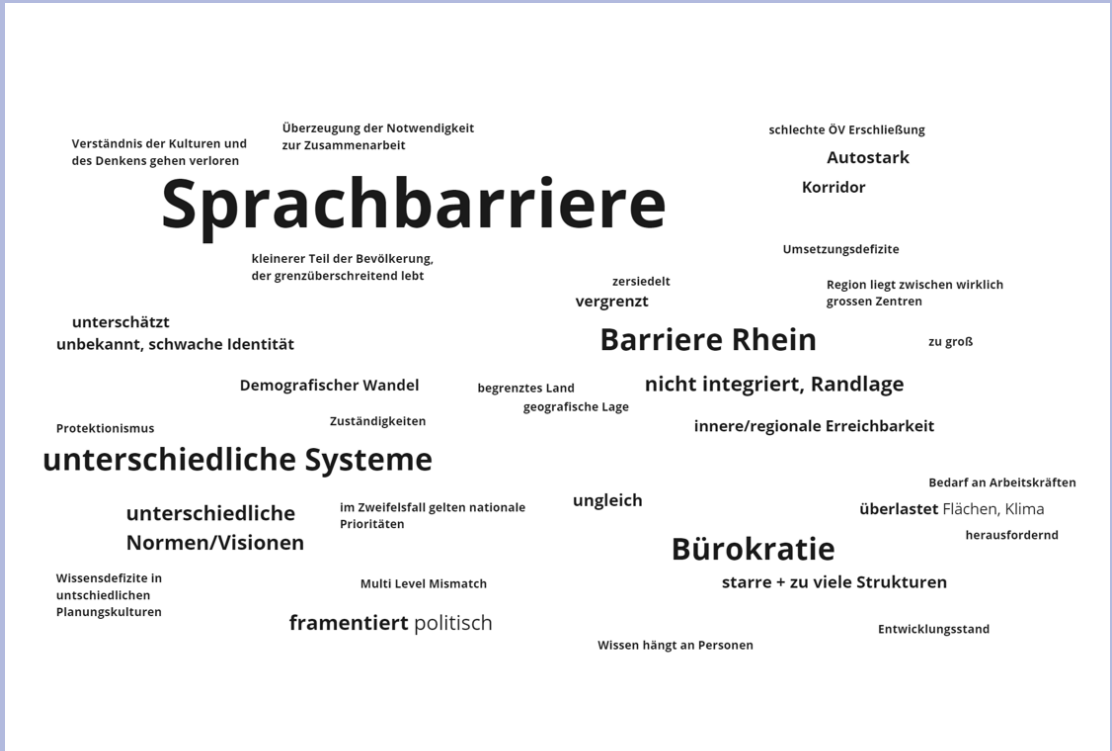 Überzeugung der Notwendigkeit
zur Zusammenarbeit
schlechte ÖV Erschließung
Verständnis der Kulturen und
des Denkens gehen verloren
Autostark
Korridor
Sprachbarriere
Umsetzungsdefizite
kleinerer Teil der Bevölkerung,
der grenzüberschreitend lebt
zersiedelt
vergrenzt
Region liegt zwischen wirklich
grossen Zentren
unterschätzt
unbekannt, schwache Identität
Barriere Rhein
zu groß
Demografischer Wandel
begrenztes Land
geografische Lage
nicht integriert, Randlage
Zuständigkeiten
Protektionismus
innere/regionale Erreichbarkeit
unterschiedliche Systeme
Bedarf an Arbeitskräften
ungleich
überlastet Flächen, Klima
unterschiedliche
Normen/Visionen
im Zweifelsfall gelten nationale
Prioritäten
herausfordernd
Bürokratie
starre + zu viele Strukturen
Wissensdefizite in
untschiedlichen
Planungskulturen
Multi Level Mismatch
framentiert politisch
Entwicklungsstand
Wissen hängt an Personen